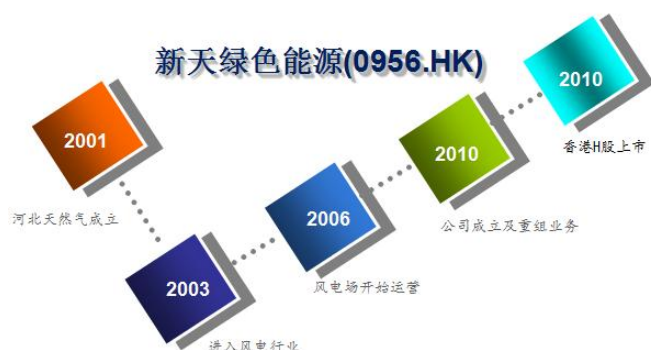 新天绿色能源(0956.HK)
2001
河北天然气成立
2003
进入风电行业
2006
风电场开始运营
2010
公司成立及重组业务
2010
香港H股上市